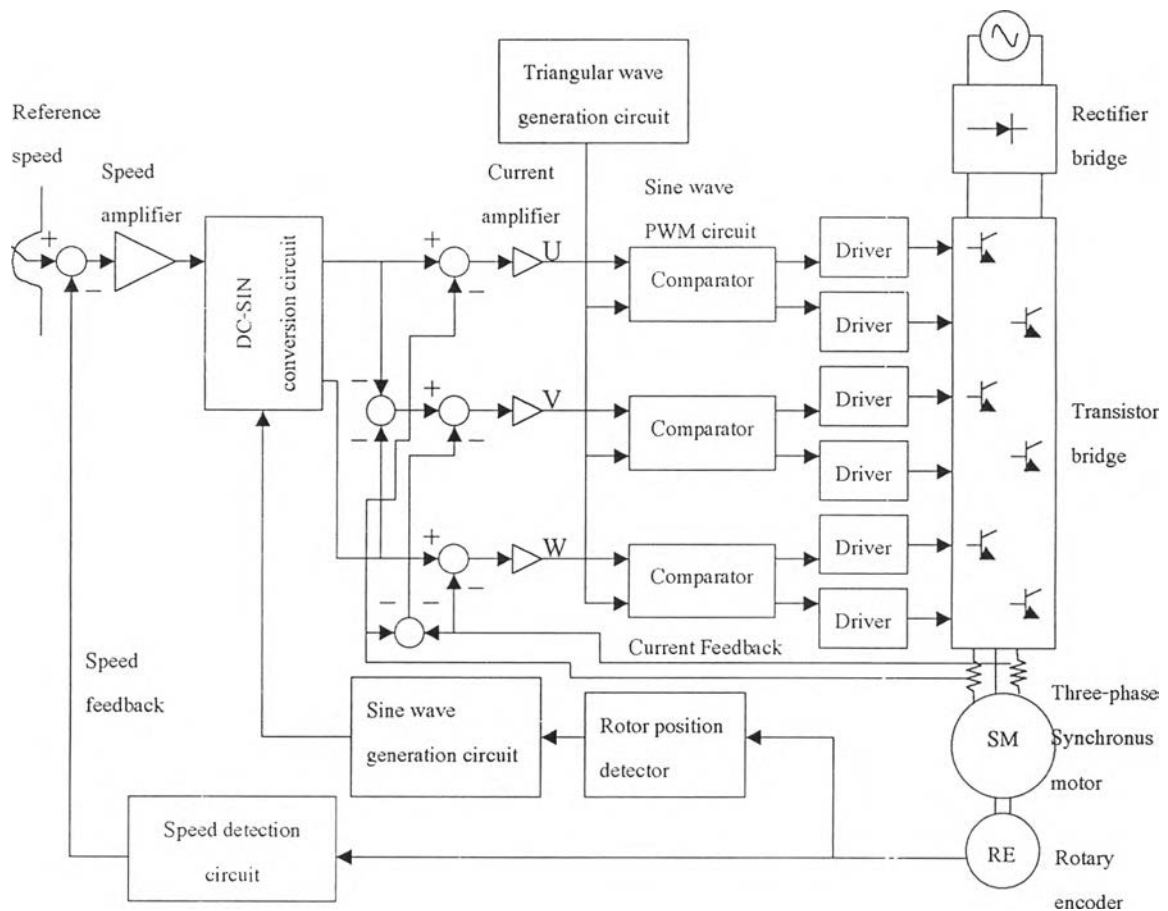 Triangular wave
generation circuit
Reference
speed
Rectifier
bridge
Speed
amplifier
Current
amplifier
Sine wave
PWM circuit
DC-SIN
conversion circuit
+
−
+
−
U
Comparator
Driver
Driver
−
−
+
−
V
Comparator
Driver
Driver
Transistor
bridge
+
−
W
Comparator
Driver
Driver
−
−
Current Feedback
Speed
feedback
Sine wave
generation circuit
Rotor position
detector
SM
Three-phase
Synchronus
motor
Speed detection
circuit
RE
Rotary
encoder